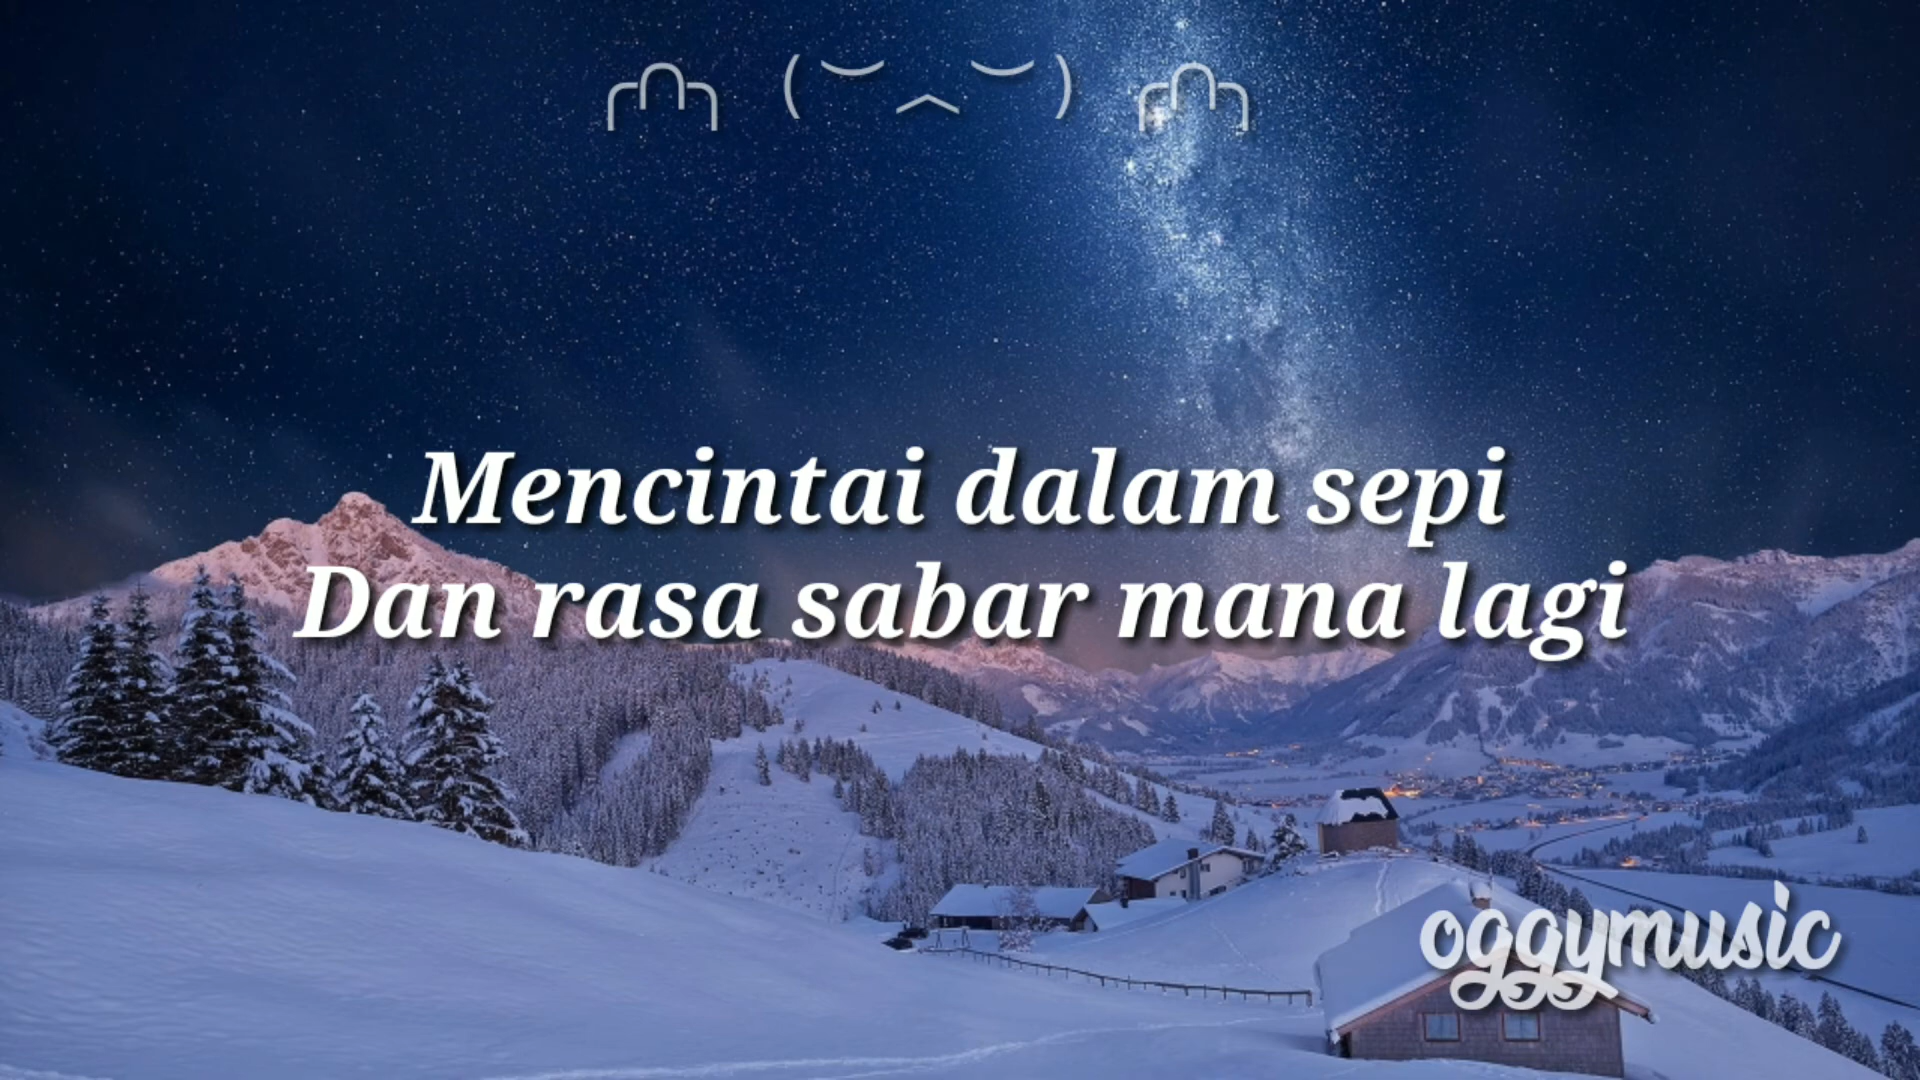 ╭∩╮ (︶︿︶) ╭∩╮
Mencintai dalam sepi
Dan rasa sabar mana lagi
oggymusic